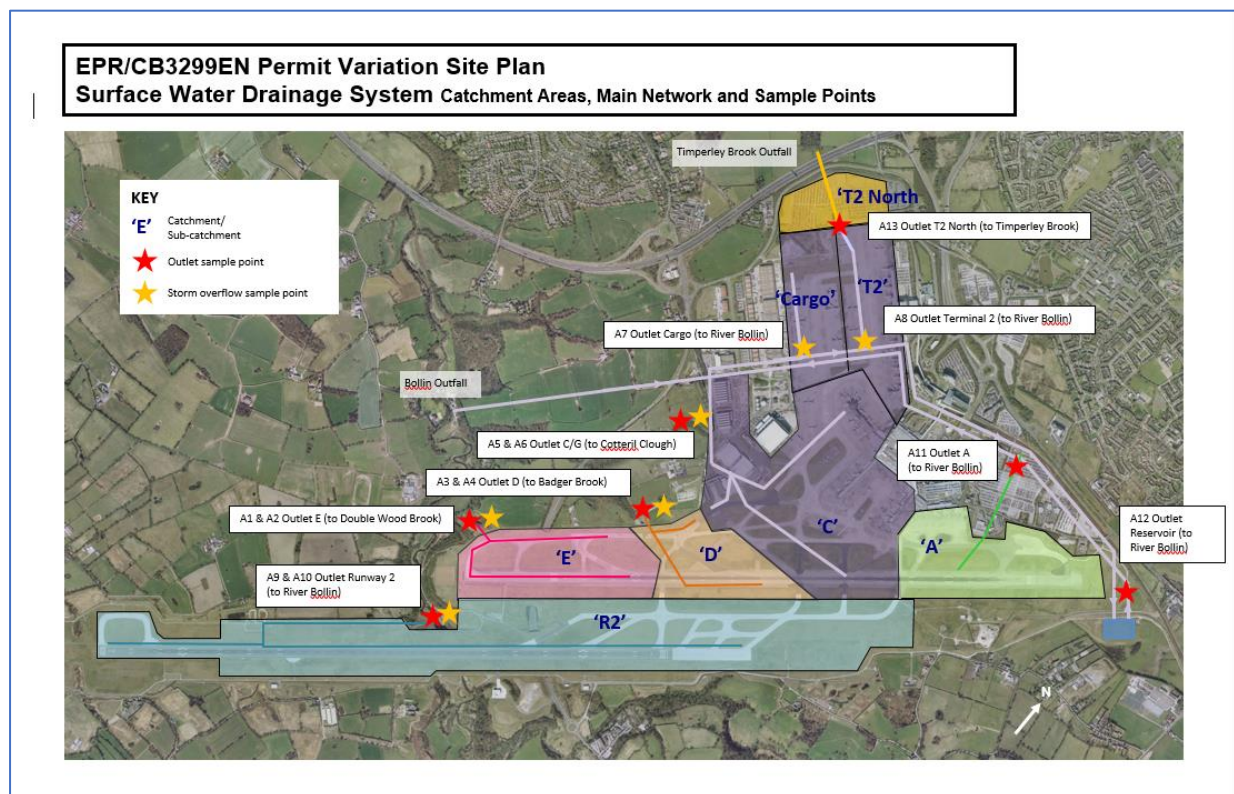 EPR/CB3299EN Permit Variation Site Plan
Surface Water Drainage System Catchment Areas, Main Network and Sample Points
Timperley Brook Outfall
KEY
'E' Catchment/
Sub-catchment
Outlet sample point
Storm overflow sample point
'T2 North
A13 Outlet T2 North (to Timperley Brook)
'Cargo'
'T2'
A8 Outlet Terminal 2 (to River Bollin)
A7 Outlet Cargo (to River Bollin)
Bollin Outfall
A5 & A6 Outlet C/G (to Cotteril Clough)
A11 Outlet A
(to River Bollin)
A3 & A4 Outlet D (to Badger Brook)
A1 & A2 Outlet E (to Double Wood Brook)
A12 Outlet
Reservoir (to
River Bollin)
'C'
'E'
'D'
'A'
A9 & A10 Outlet Runway 2
(to River Bollin)
'R2'
N